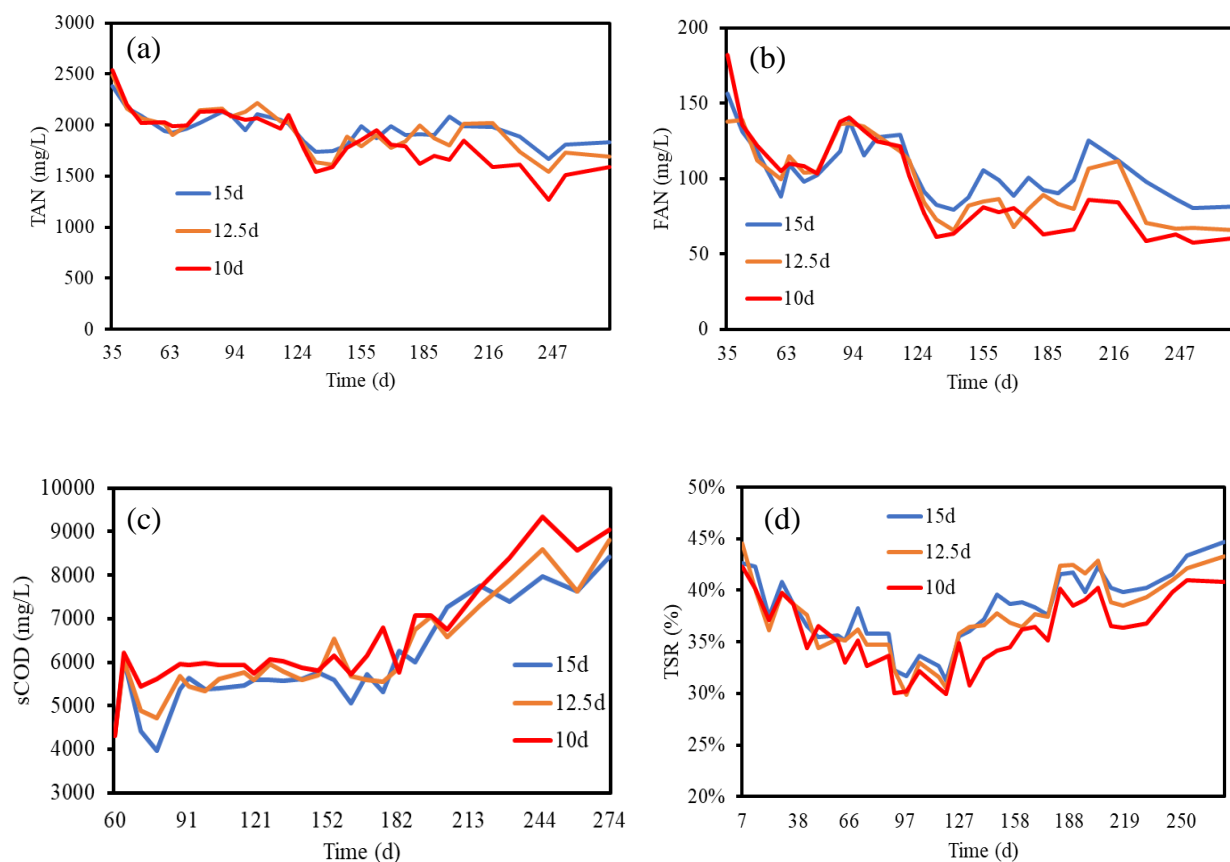 (a)
TAN (mg/L)
3000
2500
2000
1500
1000
500
0
15d
12.5d
10d
35 63 94 124 155 185 216 247
Time (d)
(b)
FAN (mg/L)
200
150
100
50
0
15d
12.5d
10d
35 63 94 124 155 185 216 247
Time (d)
(c)
sCOD (mg/L)
10000
9000
8000
7000
6000
5000
4000
3000
15d
12.5d
10d
60 91 121 152 182 213 244 274
Time (d)
(d)
TSR (%)
50%
45%
40%
35%
30%
25%
20%
15d
12.5d
10d
7 38 66 97 127 158 188 219 250
Time (d)